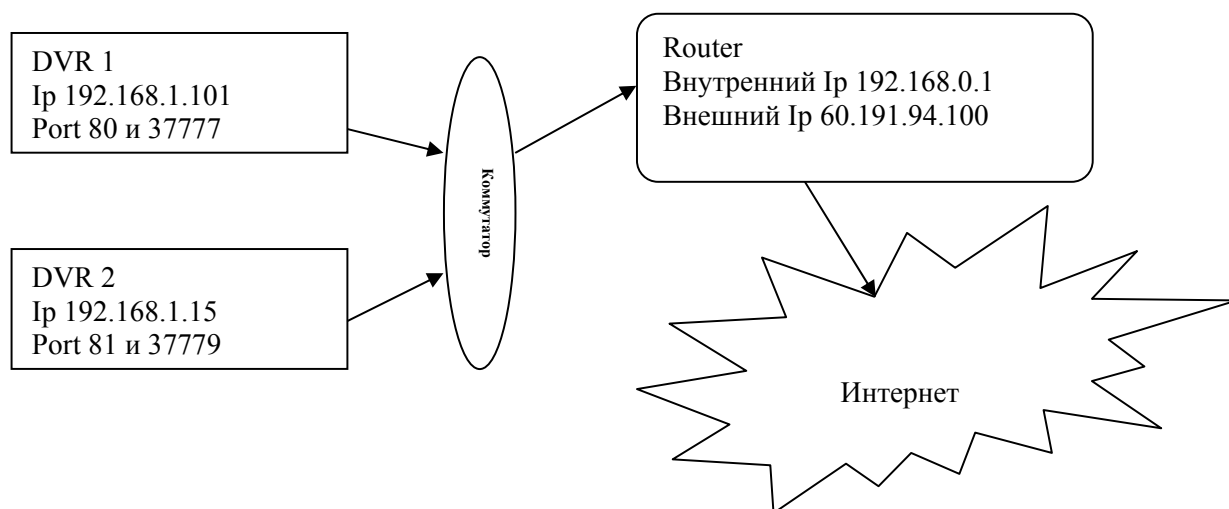 DVR 1
Ip 192.168.1.101
Port 80 и 37777
DVR 2
Ip 192.168.1.15
Port 81 и 37779
Коммутатор
Router
Внутренний Ip 192.168.0.1
Внешний Ip 60.191.94.100
Интернет